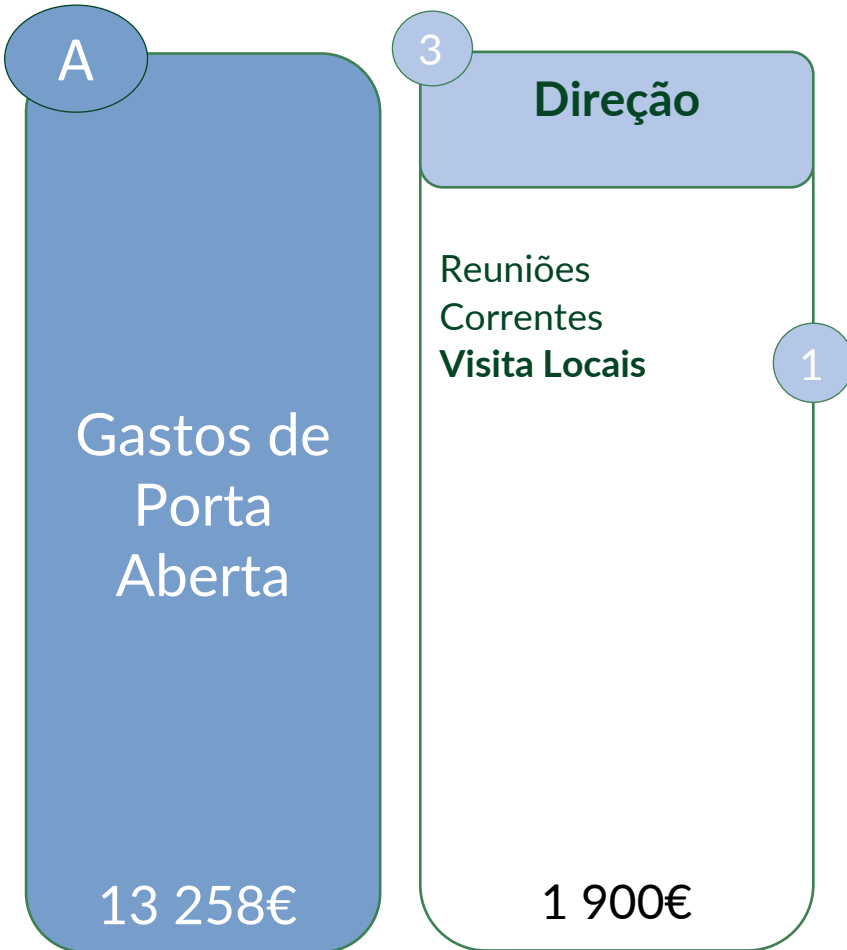 A
Gastos de
Porta
Aberta
13 258€
3
Direção
Reuniões
Correntes
Visita Locais
1
1 900€